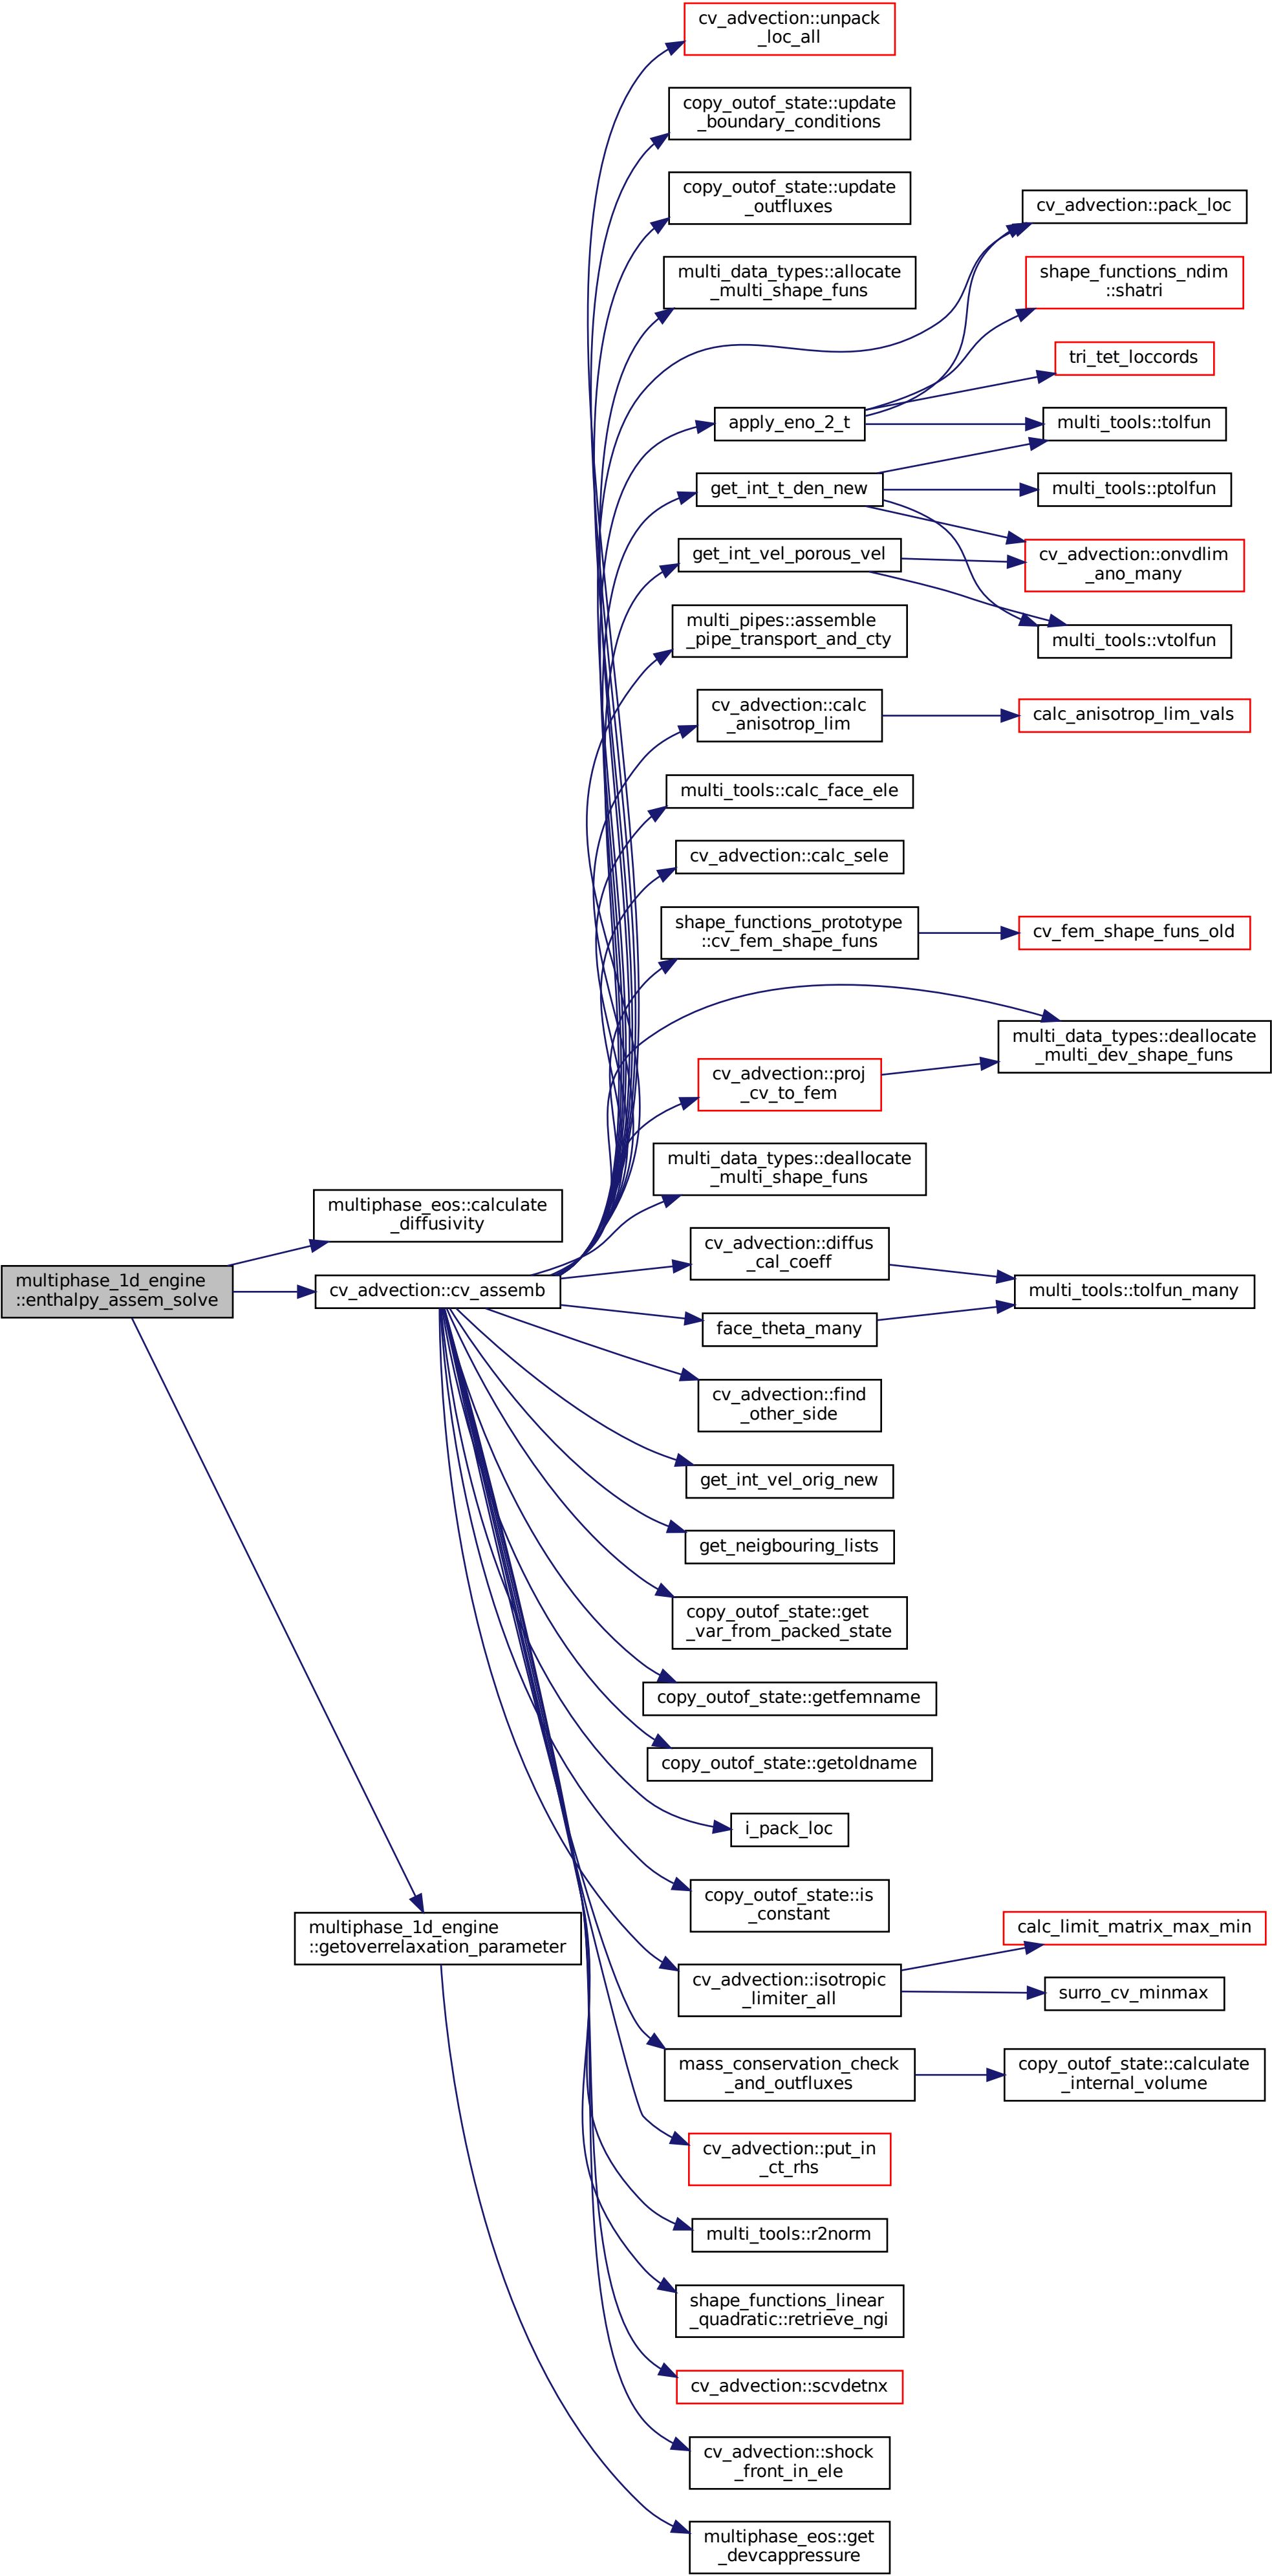 multiphase_1d_engine
::enthalpy_assem_solve
multiphase_eos::calculate
_diffusivity
cv_advection::cv_assemb
multiphase_1d_engine
::getoverrelaxation_parameter
cv_advection::unpack
_loc_all
copy_outof_state::update
_boundary_conditions
copy_outof_state::update
_outfluxes
multi_data_types::allocate
_multi_shape_funs
apply_eno_2_t
get_int_t_den_new
get_int_vel_porous_vel
multi_pipes::assemble
_pipe_transport_and_cty
cv_advection::calc
_anisotrop_lim
multi_tools::calc_face_ele
cv_advection::calc_sele
shape_functions_prototype
::cv_fem_shape_funs
cv_advection::proj
_cv_to_fem
multi_data_types::deallocate
_multi_shape_funs
cv_advection::diffus
_cal_coeff
face_theta_many
cv_advection::find
_other_side
get_int_vel_orig_new
get_neigbouring_lists
copy_outof_state::get
_var_from_packed_state
copy_outof_state::getfemname
copy_outof_state::getoldname
i_pack_loc
copy_outof_state::is
_constant
cv_advection::isotropic
_limiter_all
mass_conservation_check
_and_outfluxes
cv_advection::put_in
_ct_rhs
multi_tools::r2norm
shape_functions_linear
_quadratic::retrieve_ngi
cv_advection::scvdetnx
cv_advection::shock
_front_in_ele
multiphase_eos::get
_devcappressure
cv_advection::pack_loc
shape_functions_ndim
::shatri
tri_tet_loccords
multi_tools::tolfun
multi_tools::ptolfun
cv_advection::onvdlim
_ano_many
multi_tools::vtolfun
calc_anisotrop_lim_vals
cv_fem_shape_funs_old
multi_data_types::deallocate
_multi_dev_shape_funs
multi_tools::tolfun_many
calc_limit_matrix_max_min
surro_cv_minmax
copy_outof_state::calculate
_internal_volume